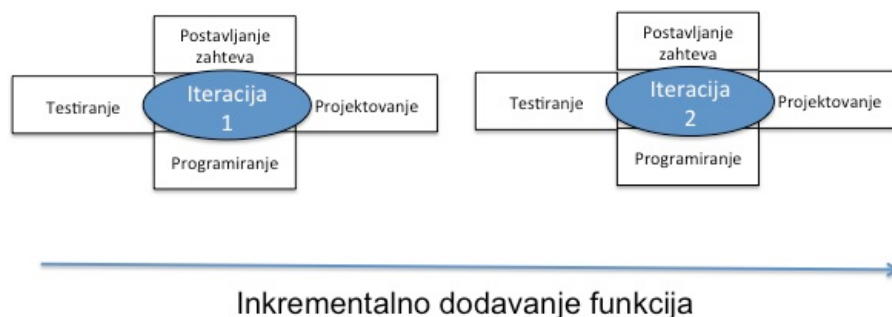 Postavljanje
zahteva
Testiranje
Iteracija
1
Projektovanje
Programiranje
Postavljanje
zahteva
Testiranje
Iteracija
2
Projektovanje
Programiranje
Inkrementalno dodavanje funkcija